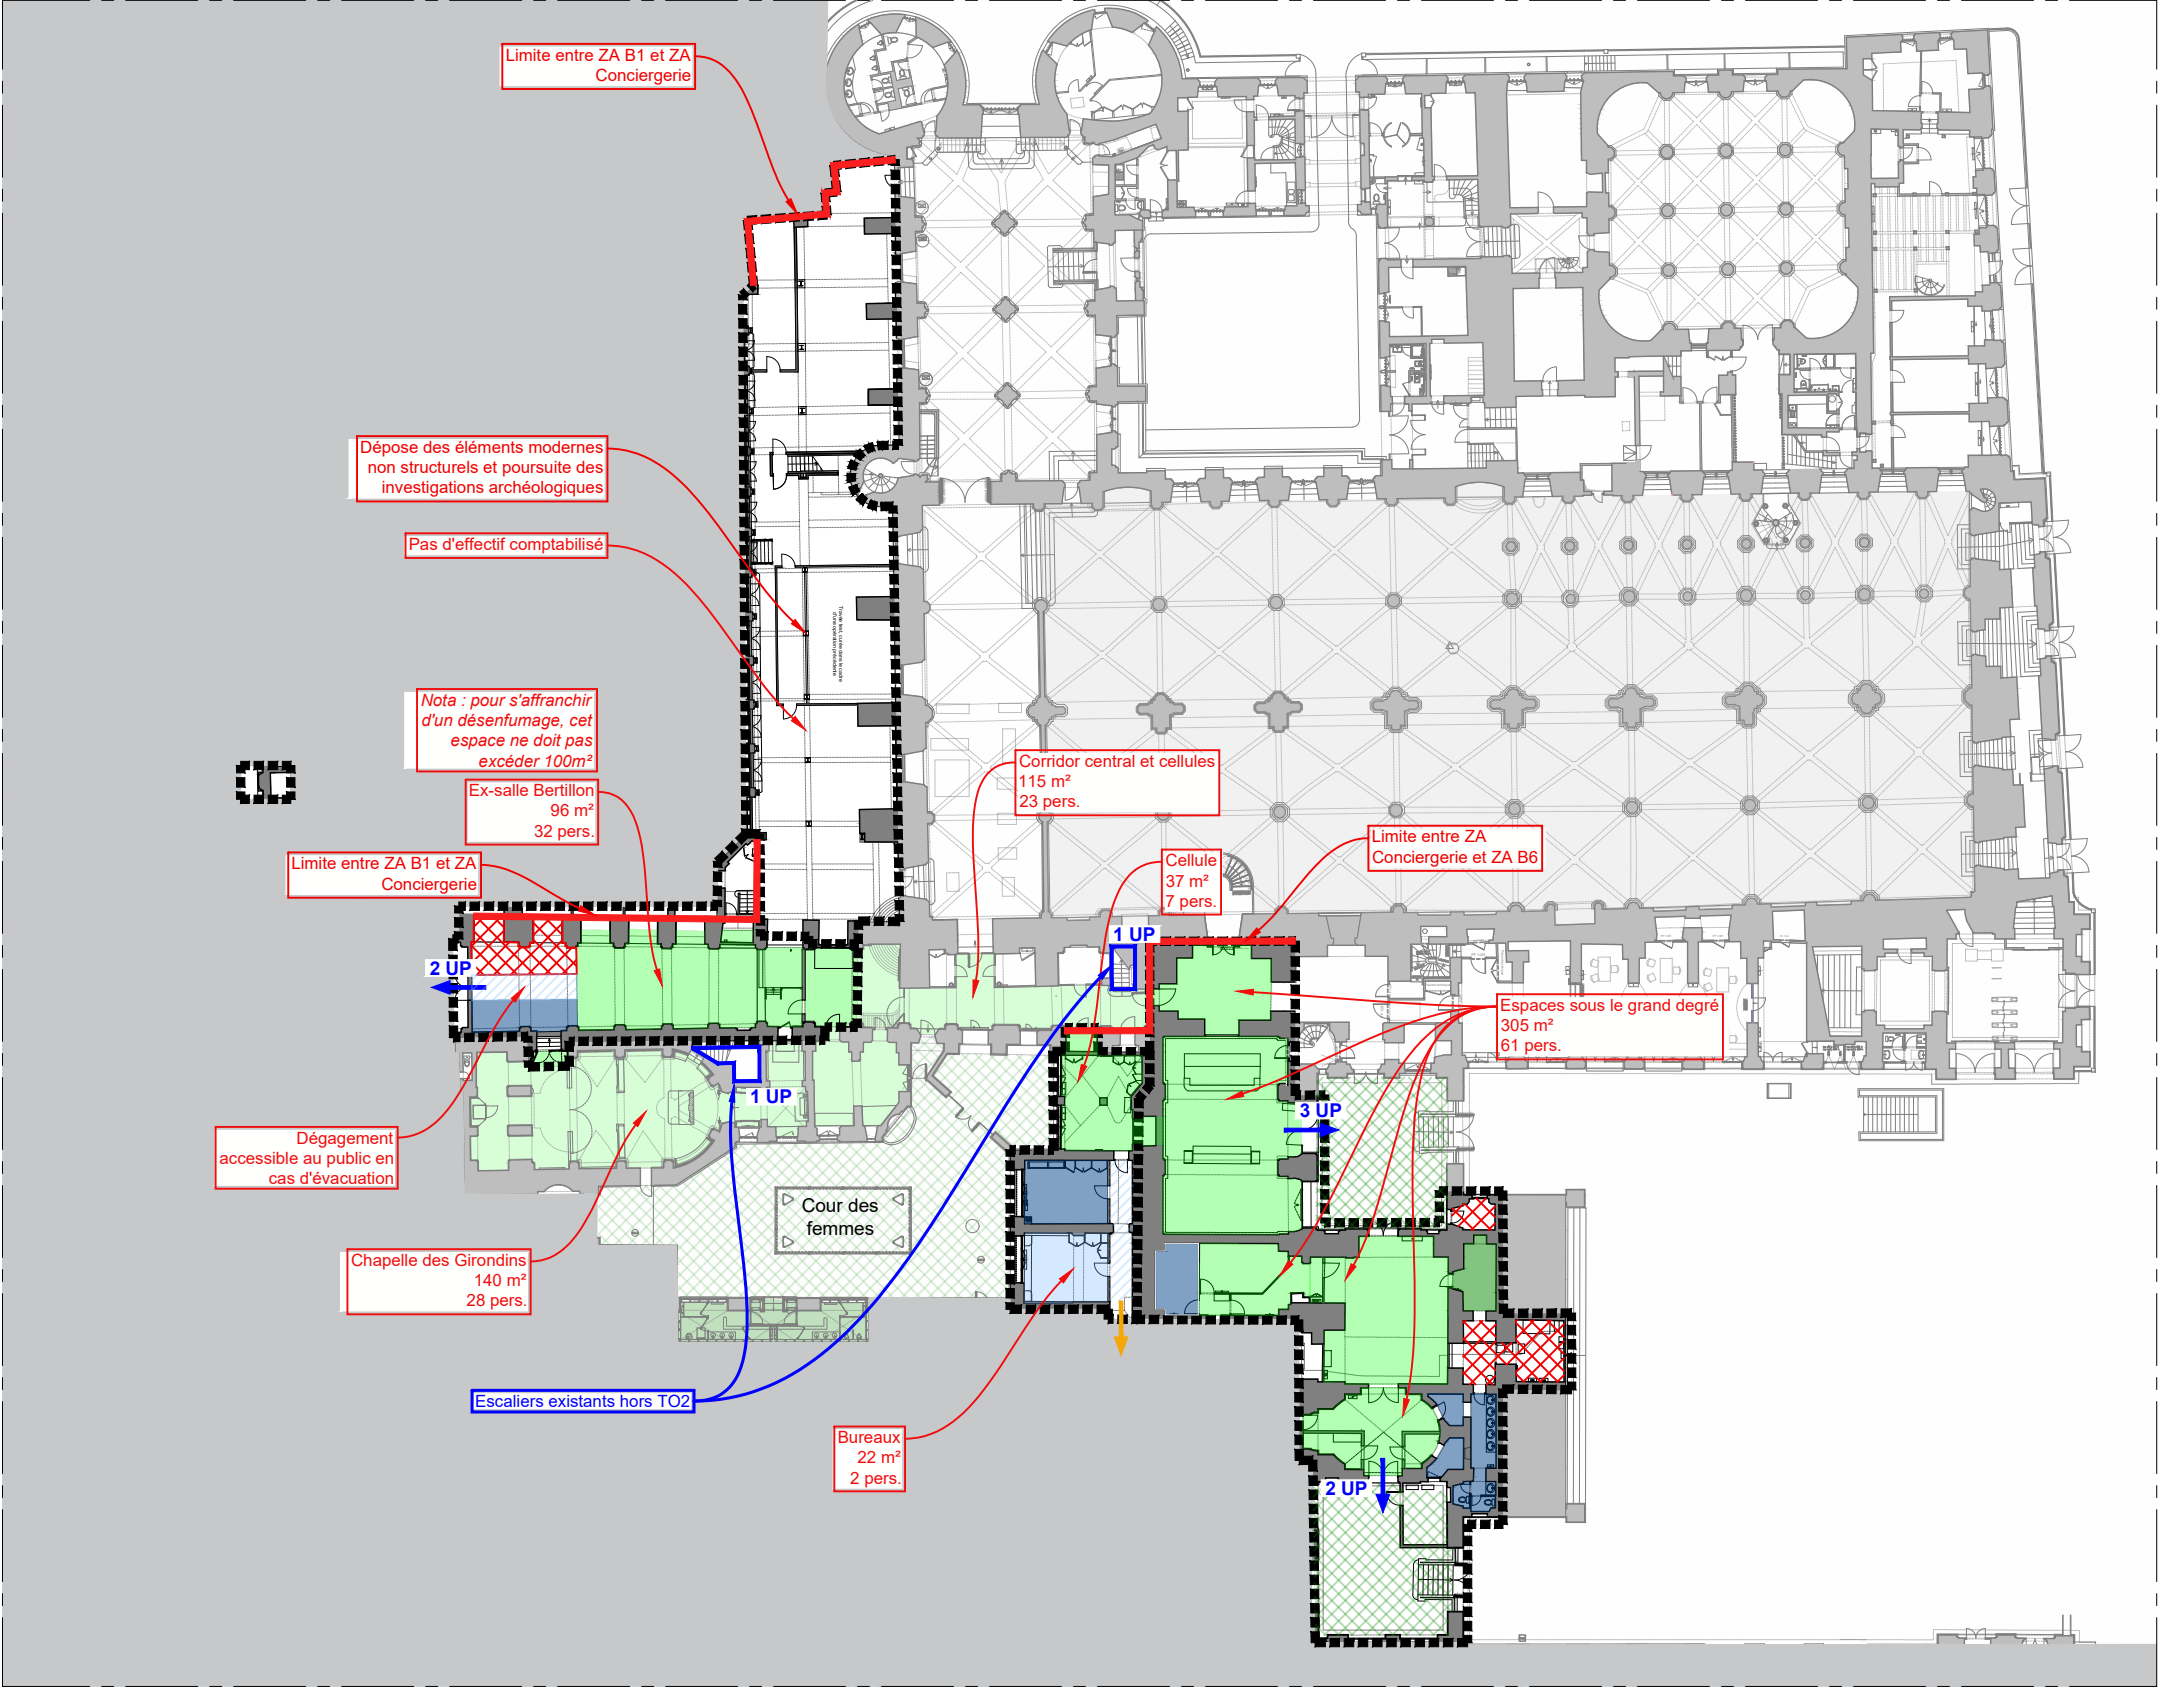 Limite entre ZA B1 et ZA
Conciergerie
Dépose des éléments modernes
non structurels et poursuite des
investigations archéologiques
Pas d'effectif comptabilisé
Nota : pour s'affranchir
d'un désenfumage, cet
espace ne doit pas
excéder 100m²
Ex-salle Bertillon
96 m²
32 pers.
Limite entre ZA B1 et ZA
Conciergerie
Corridor central et cellules
115 m²
23 pers.
Limite entre ZA
Conciergerie et ZA B6
Cellule
37 m²
7 pers.
1 UP
2 UP
Espaces sous le grand degré
305 m²
61 pers.
1 UP
3 UP
Dégagement
accessible au public en
cas d'évacuation
Cour des
femmes
Chapelle des Girondins
140 m²
28 pers.
Escaliers existants hors TO2
Bureaux
22 m²
2 pers.
2 UP